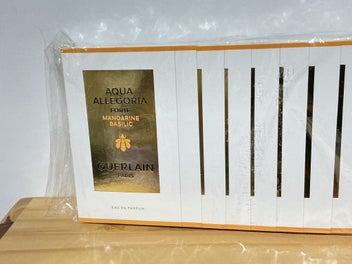 AQUA
ALLEGORIA
FORTE
MANDARINE
BASILIC
GUERLAIN
PARIS
EAU DE PARFUM